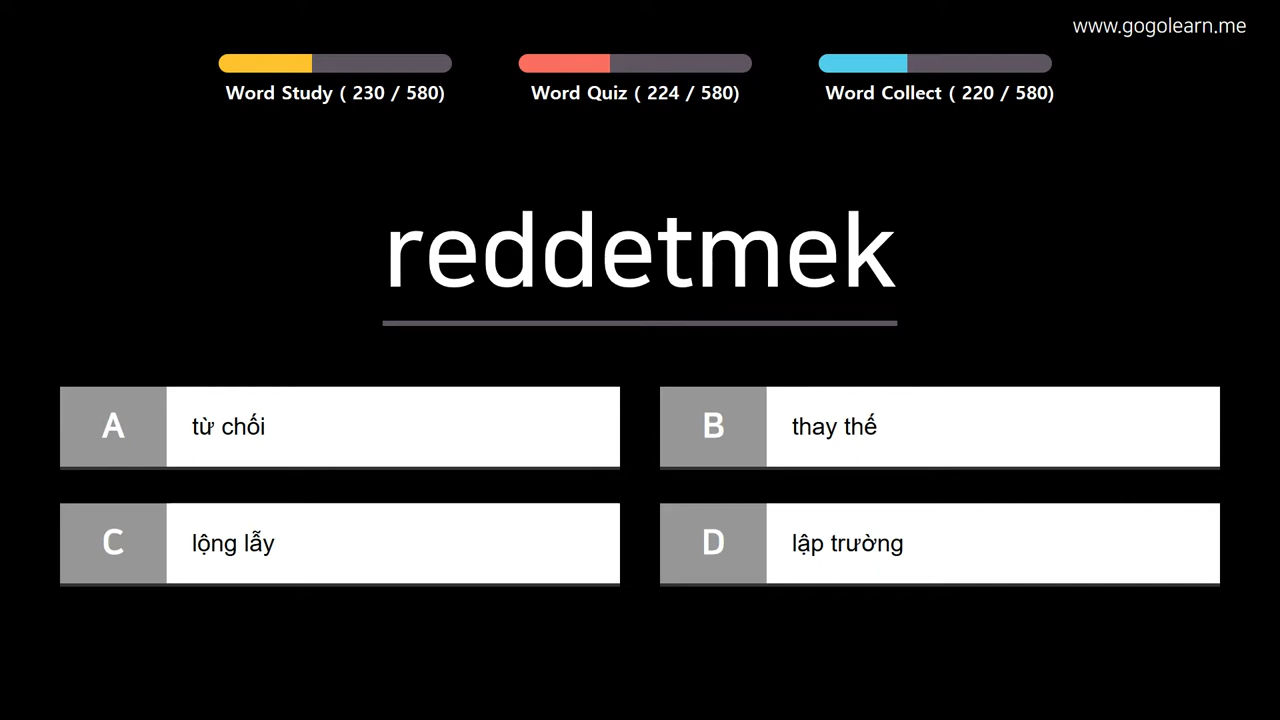 www.gogolearn.me
Word Study ( 230 / 580)
Word Quiz ( 224 / 580)
Word Collect ( 220 / 580)
reddetmek
A
từ chối
B
thay thế
C
lộng lẫy
D
lập trường